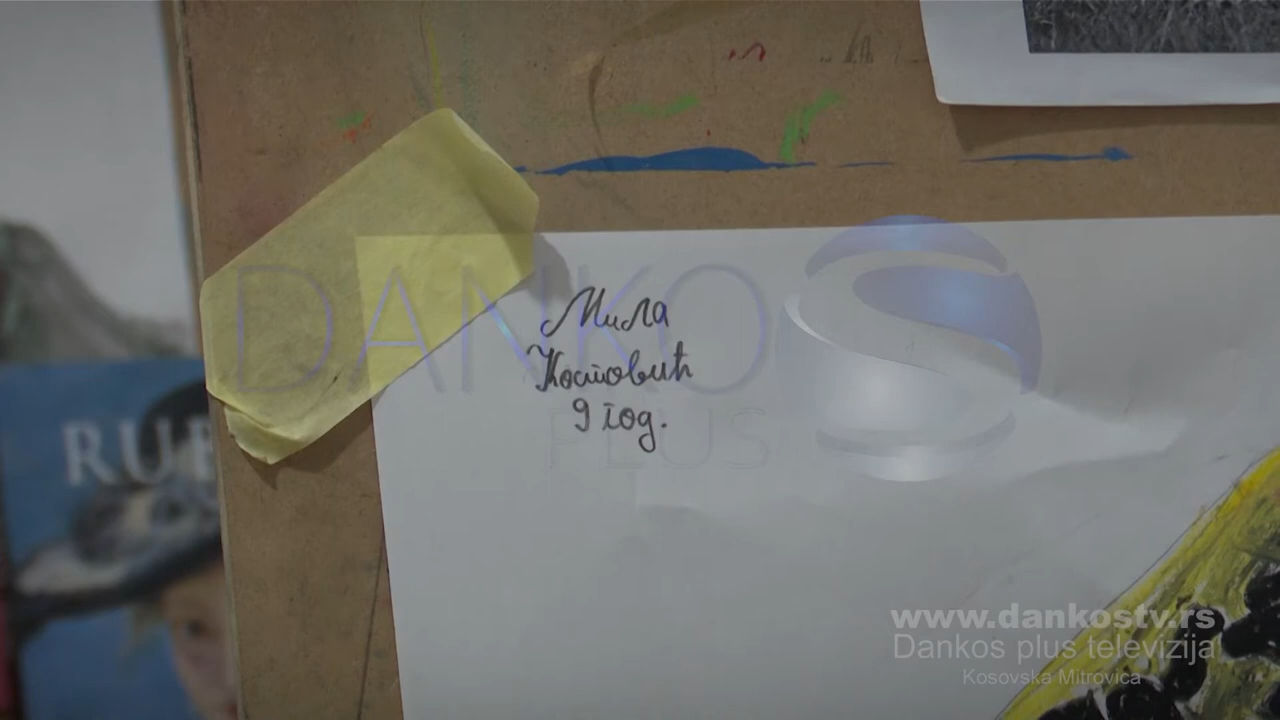 RUB
DANKOS
PLUS
Мила
Костовић
9 год.
www.dankostv.rs
Dankos plus televizija
Kosovska Mitrovica